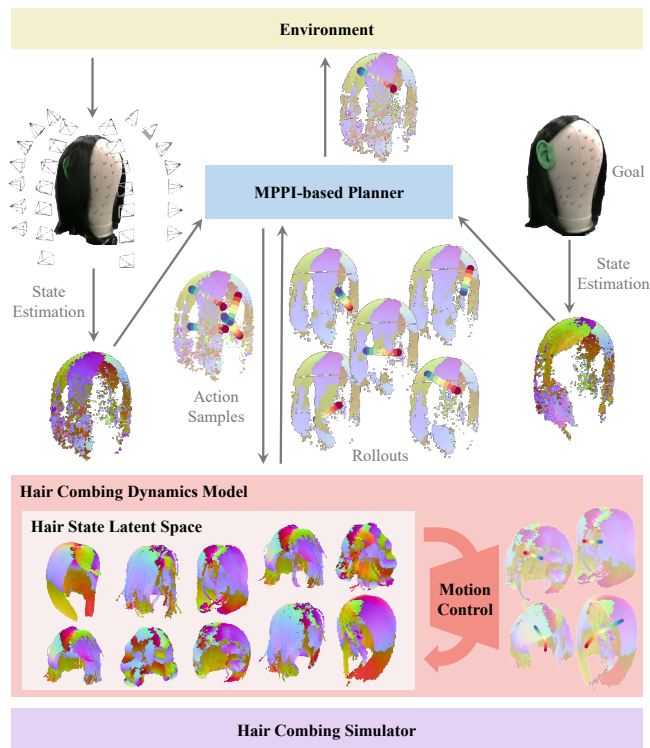 Environment
MPPI-based Planner
Goal
State
Estimation
State
Estimation
Action
Samples
Rollouts
Hair Combing Dynamics Model
Hair State Latent Space
Motion
Control
Hair Combing Simulator